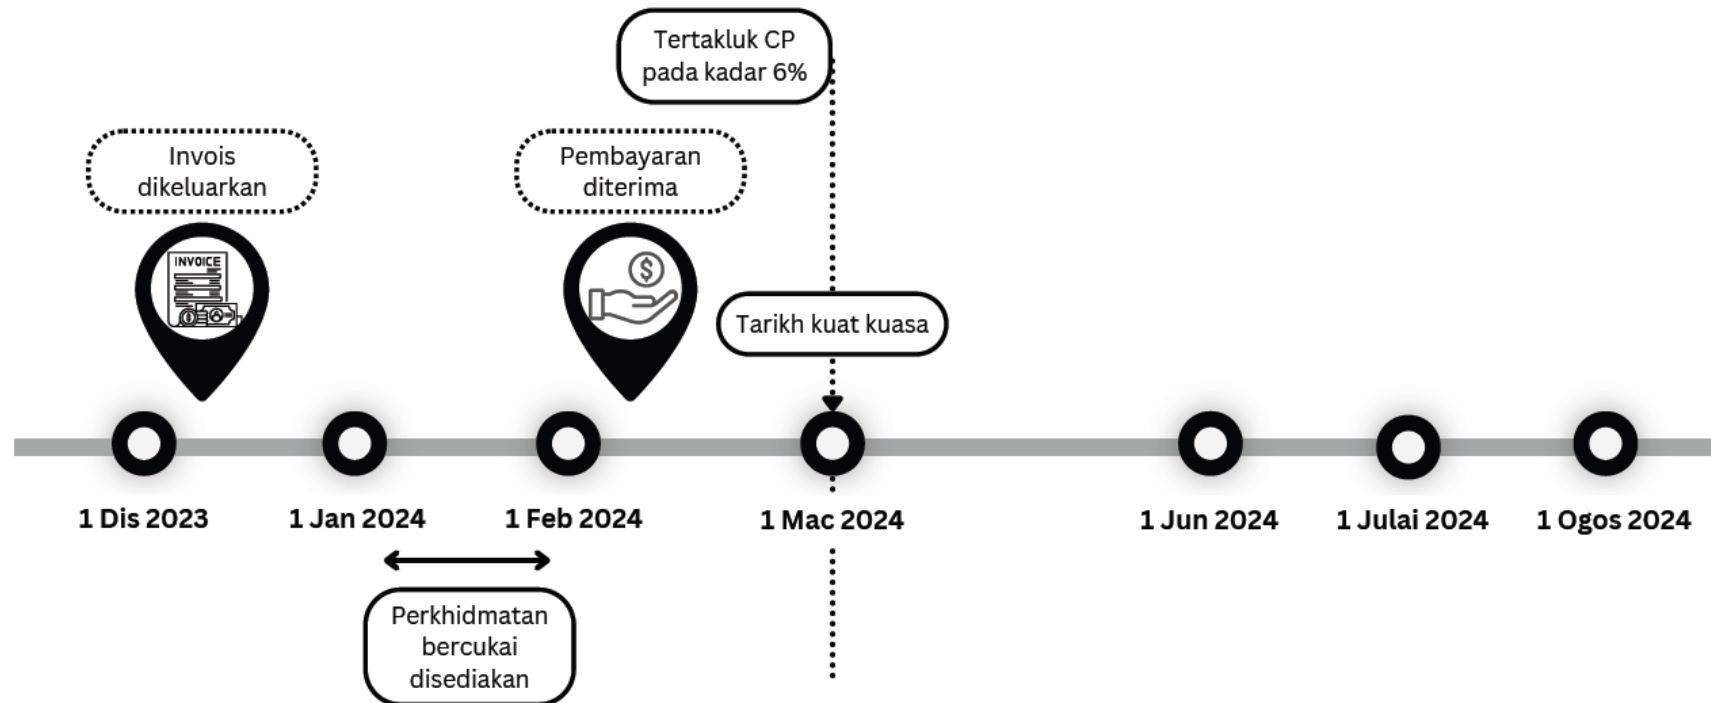 Tertakluk CP
pada kadar 6%
Invois
dikeluarkan
Pembayaran
diterima
INVOICE
$
Tarikh kuat kuasa
1 Dis 2023
1 Jan 2024
1 Feb 2024
1 Mac 2024
1 Jun 2024
1 Julai 2024
1 Ogos 2024
Perkhidmatan
bercukai
disediakan